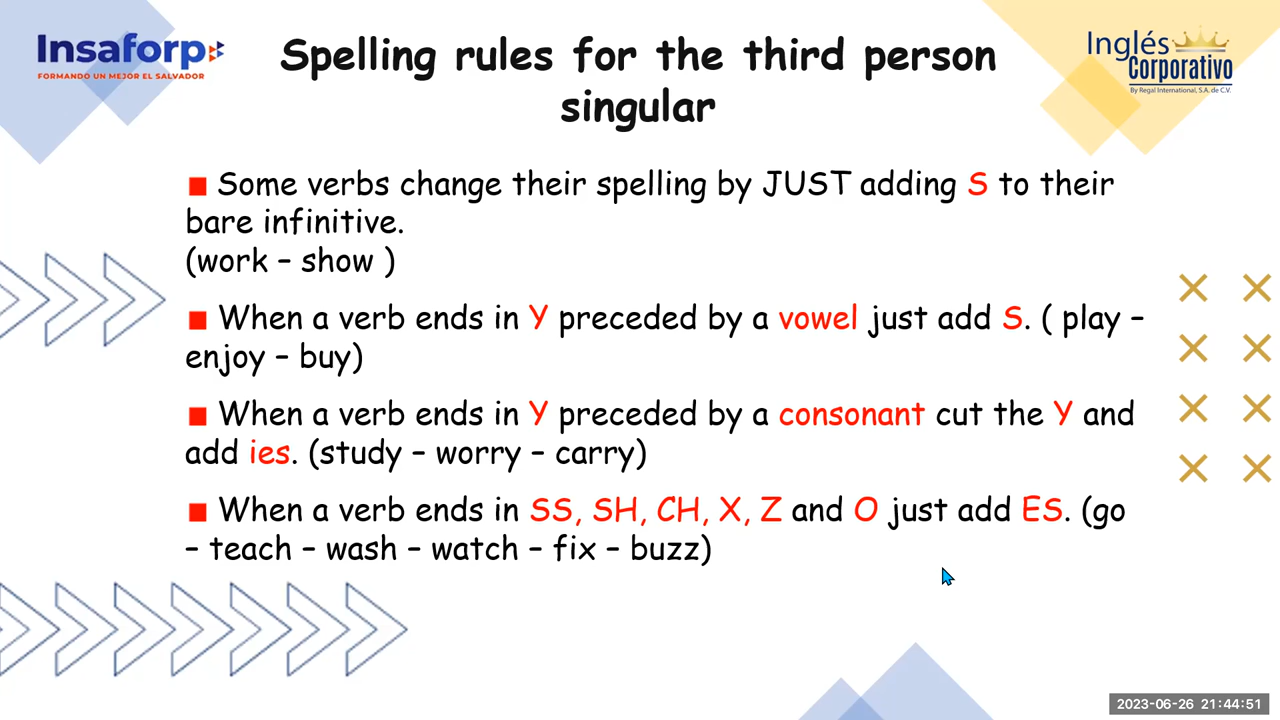 Insaforp
FORMANDO UN MEJOR EL SALVADOR
Spelling rules for the third person
singular
Inglés
Corporativo
By Regal International, S.A. de C.V.
■ Some verbs change their spelling by JUST adding S to their
bare infinitive.
(work – show )
■ When a verb ends in Y preceded by a vowel just add S. ( play –
enjoy – buy)
■ When a verb ends in Y preceded by a consonant cut the Y and
add ies. (study – worry – carry)
■ When a verb ends in SS, SH, CH, X, Z and O just add ES. (go
– teach – wash – watch – fix – buzz)
2023-06-26 21:44:51